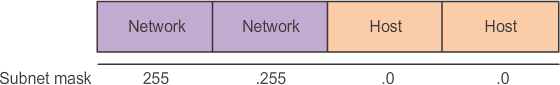 Network Network Host Host
Subnet mask 255 .255 .0 .0